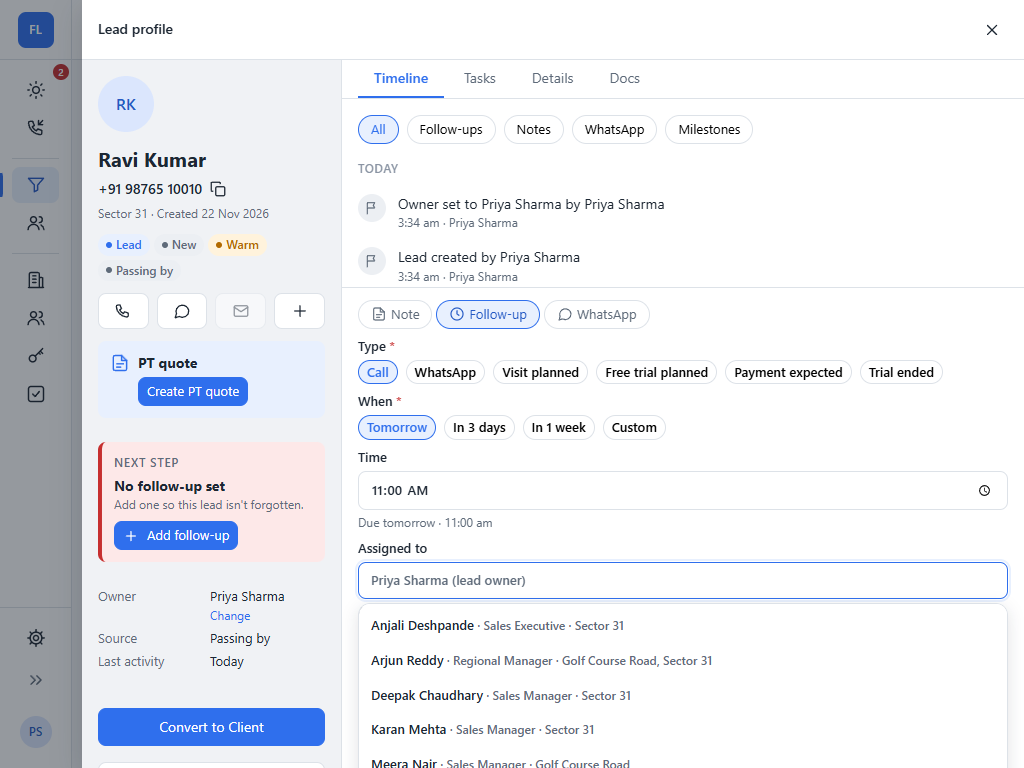 FL
Lead profile
2
RK
Ravi Kumar
+91 98765 10010
Sector 31 · Created 22 Nov 2026
Lead
New
Warm
Passing by
PT quote
Create PT quote
NEXT STEP
No follow-up set
Add one so this lead isn't forgotten.
Add follow-up
Owner
Priya Sharma
Change
Source
Passing by
Last activity
Today
Convert to Client
PS
Timeline
Tasks
Details
Docs
All
Follow-ups
Notes
WhatsApp
Milestones
TODAY
Owner set to Priya Sharma by Priya Sharma
3:34 am · Priya Sharma
Lead created by Priya Sharma
3:34 am · Priya Sharma
Note
Follow-up
WhatsApp
Type *
Call
WhatsApp
Visit planned
Free trial planned
Payment expected
Trial ended
When *
Tomorrow
In 3 days
In 1 week
Custom
Time
11:00 AM
Due tomorrow · 11:00 am
Assigned to
Priya Sharma (lead owner)
Anjali Deshpande · Sales Executive · Sector 31
Arjun Reddy · Regional Manager · Golf Course Road, Sector 31
Deepak Chaudhary · Sales Manager · Sector 31
Karan Mehta · Sales Manager · Sector 31
Meera Nair · Sales Manager · Golf Course Road